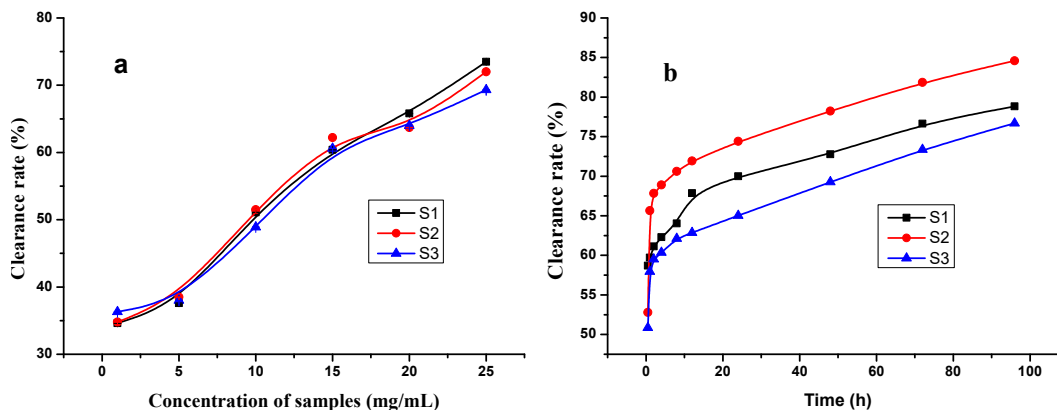 a
Clearance rate (%)
80
70
60
50
40
30
0 5 10 15 20 25
Concentration of samples (mg/mL)
S1
S2
S3
b
Clearance rate (%)
90
85
80
75
70
65
60
55
50
0 20 40 60 80 100
Time (h)
S1
S2
S3